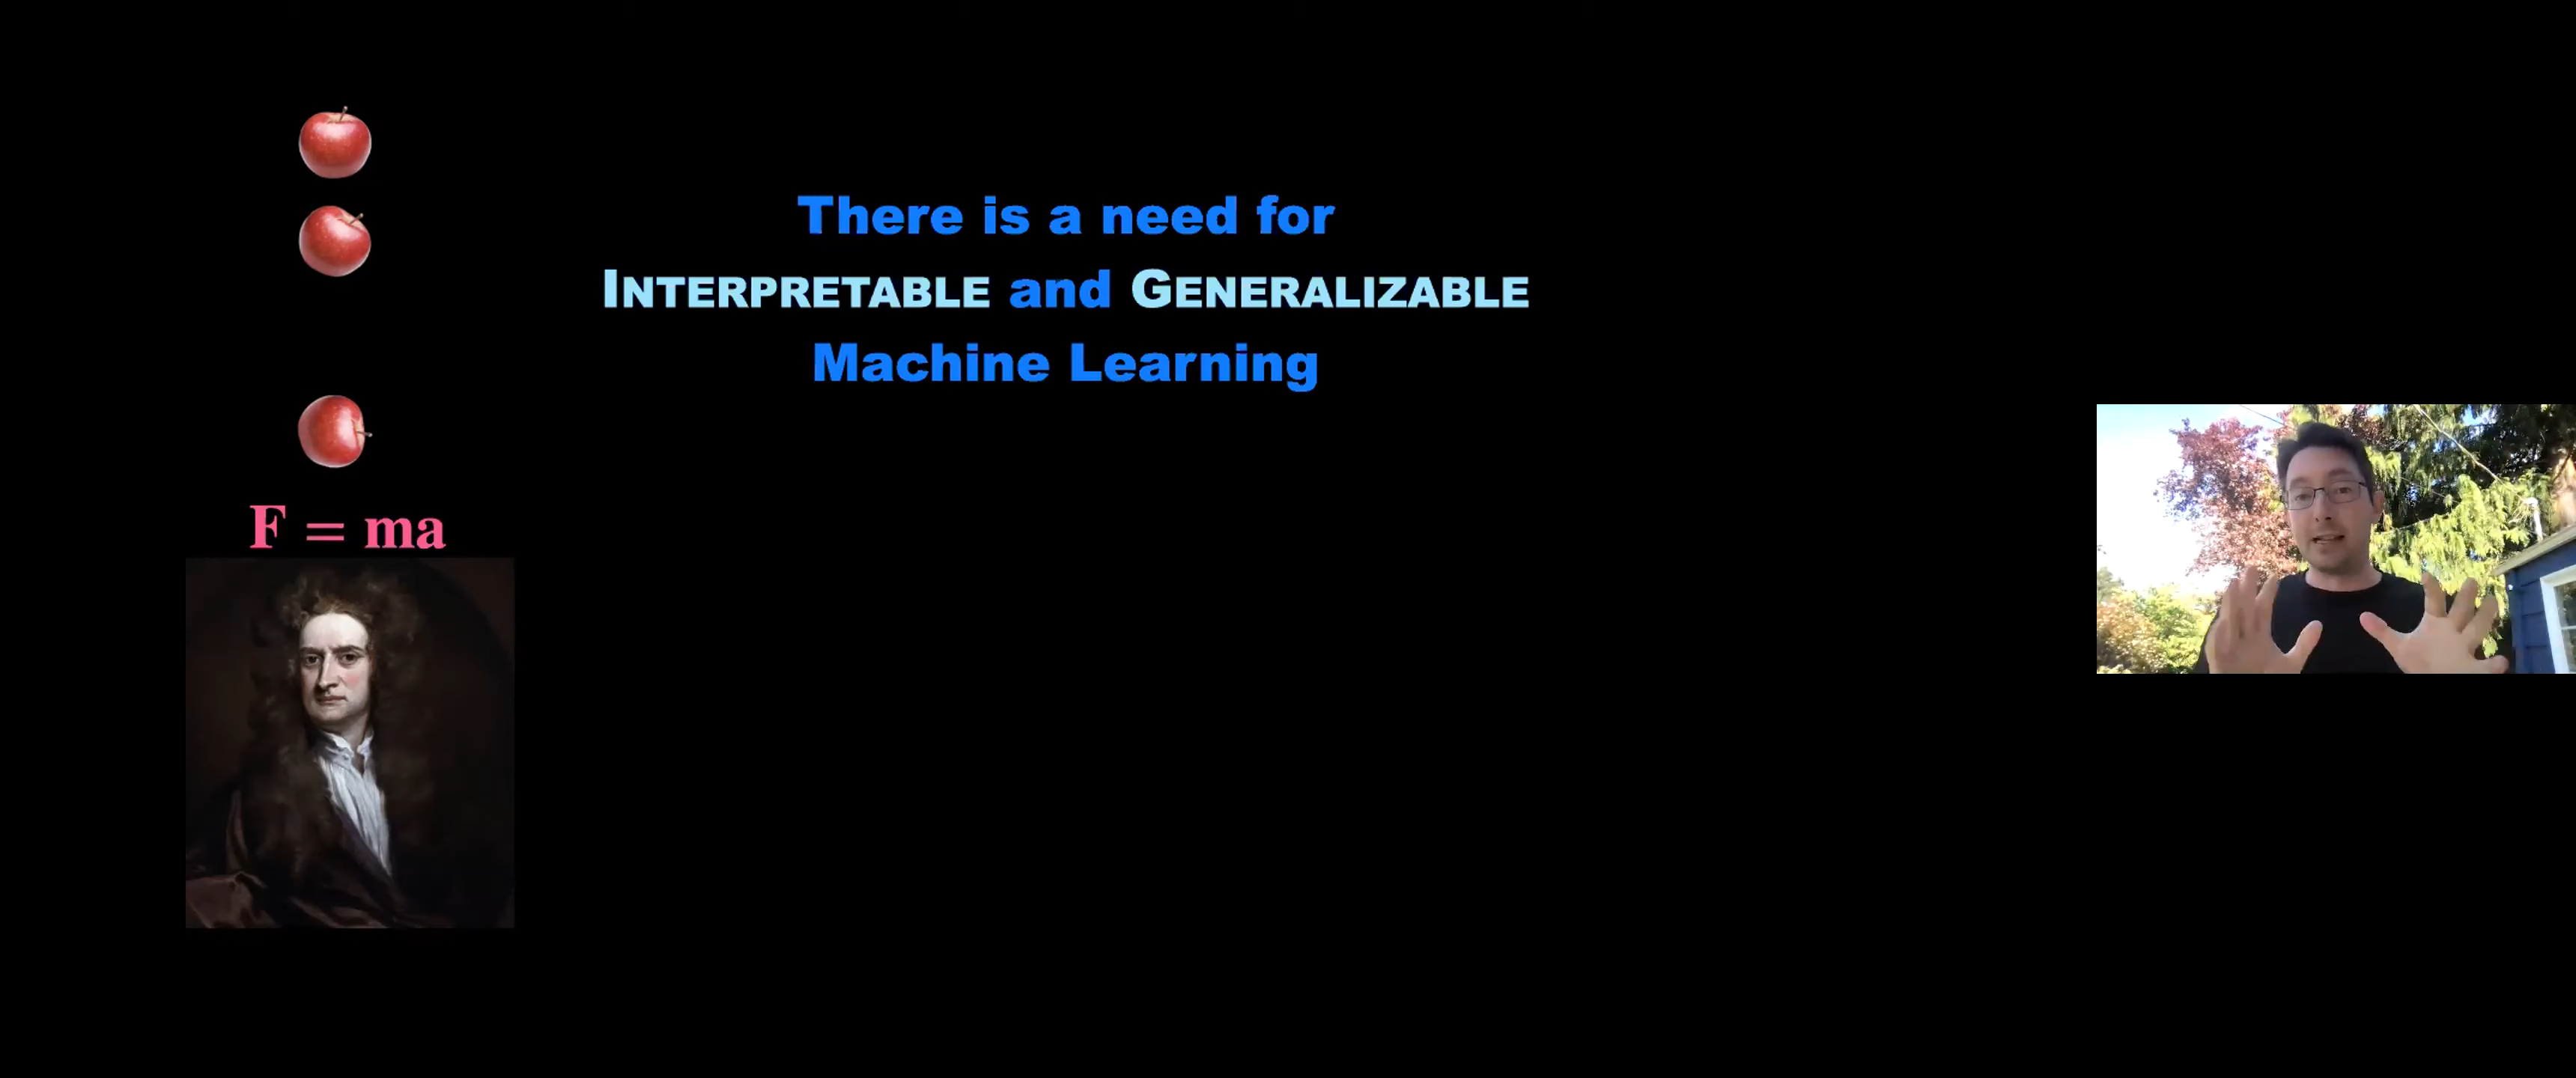 There is a need for
INTERPRETABLE and GENERALIZABLE
Machine Learning
F = ma